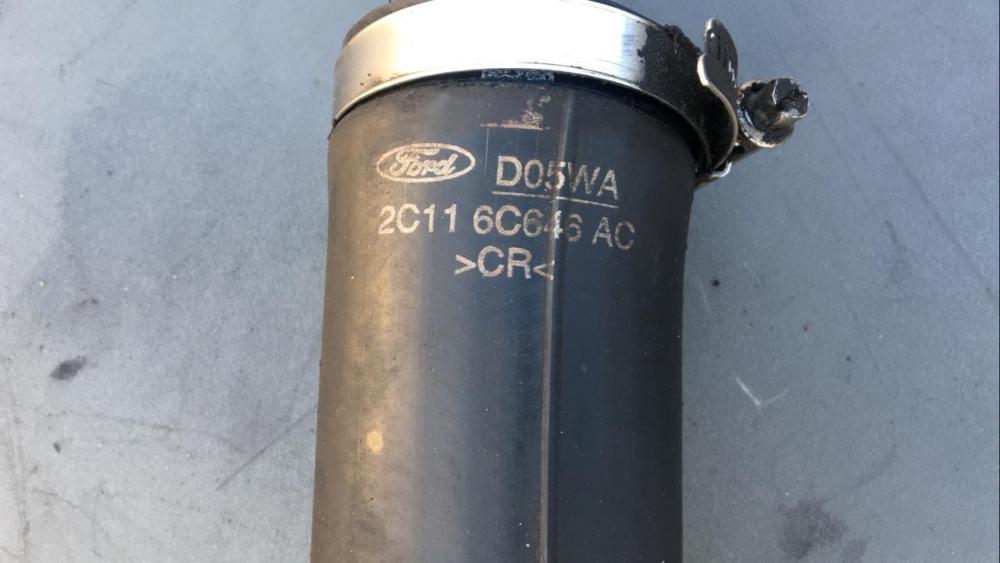 Ford D05WA
2C11 6C646 AC
>CR<